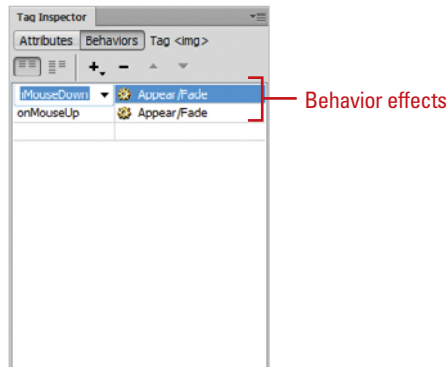 Tag Inspector
Attributes Behaviors Tag <img>
MouseDown Appear/Fade
onMouseUp Appear/Fade
Behavior effects